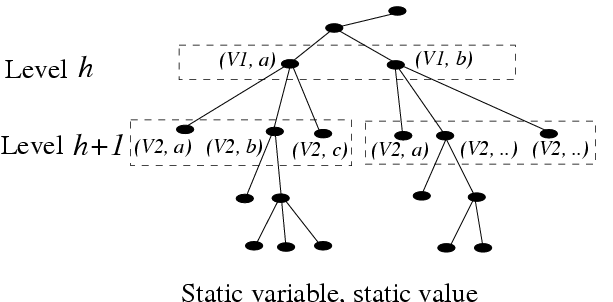 Level h
(V1, a) (V1, b)
Level h+1
(V2, a) (V2, b) (V2, c) (V2, a) (V2, ..) (V2, ..)
Static variable, static value